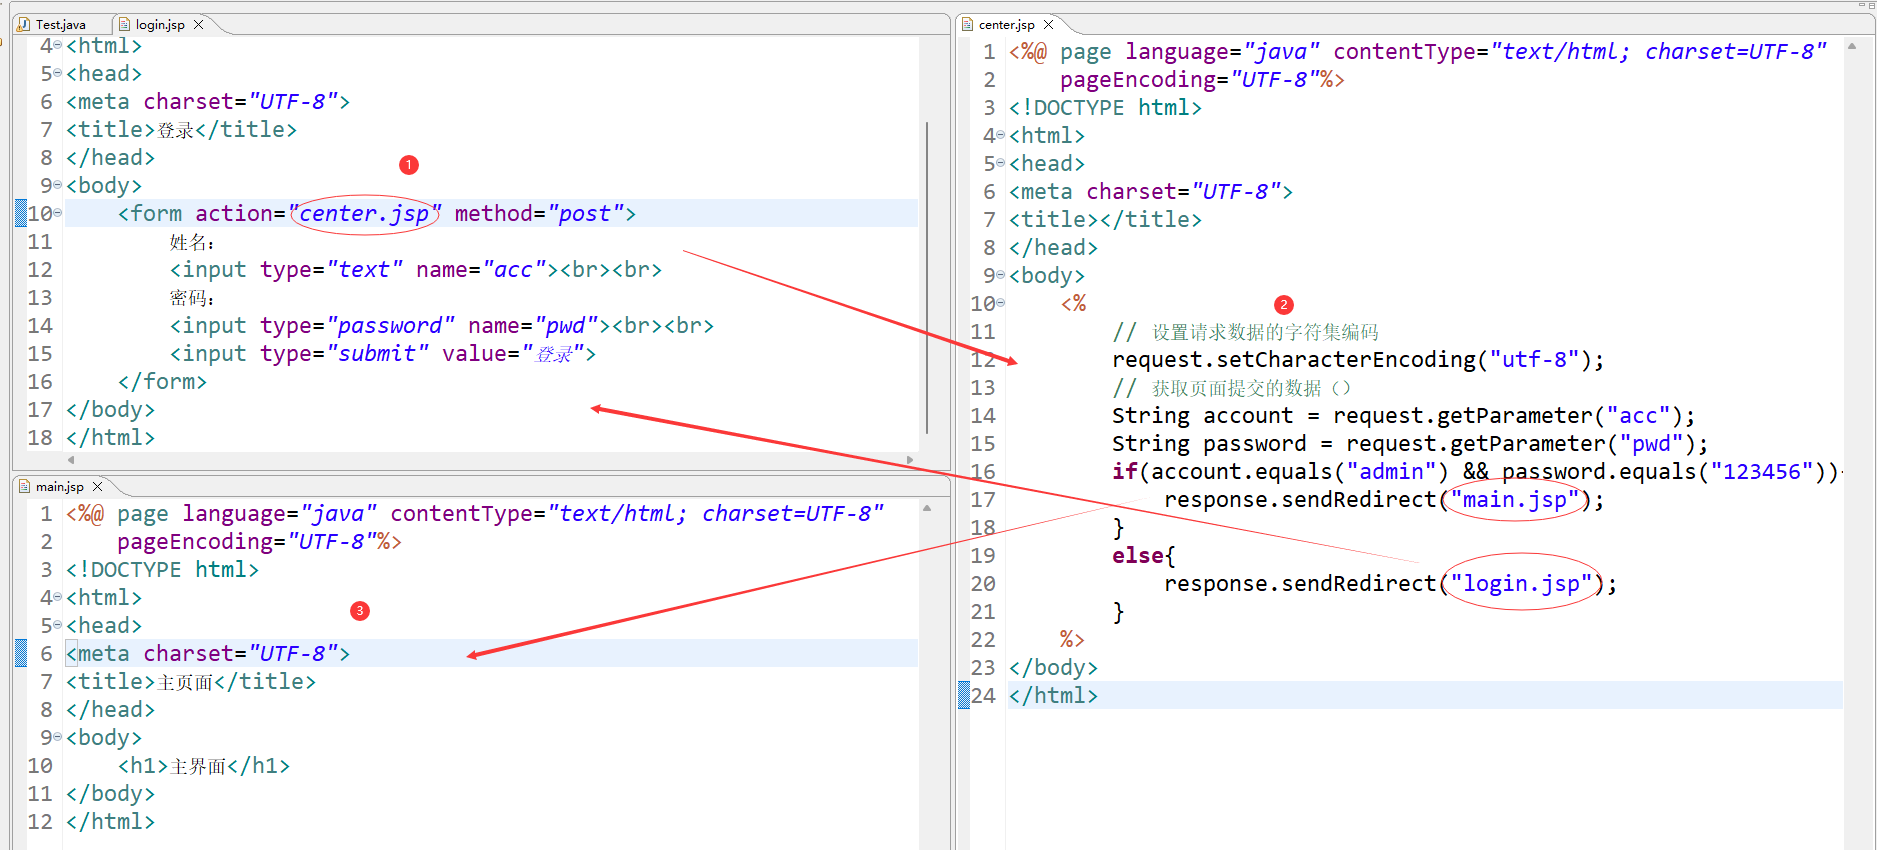 Test.java
login.jsp
4 <html>
5 <head>
6 <meta charset="UTF-8">
7 <title>登录</title>
8 </head>
1
9 <body>
10     <form action="center.jsp" method="post">
11         姓名：
12         <input type="text" name="acc"><br><br>
13         密码：
14         <input type="password" name="pwd"><br><br>
15         <input type="submit" value="登录">
16     </form>
17 </body>
18 </html>
main.jsp
1 <%@ page language="java" contentType="text/html; charset=UTF-8"
2     pageEncoding="UTF-8"%>
3 <!DOCTYPE html>
4 <html>
3
5 <head>
6 <meta charset="UTF-8">
7 <title>主页面</title>
8 </head>
9 <body>
10     <h1>主界面</h1>
11 </body>
12 </html>
center.jsp
1 <%@ page language="java" contentType="text/html; charset=UTF-8"
2     pageEncoding="UTF-8"%>
3 <!DOCTYPE html>
4 <html>
5 <head>
6 <meta charset="UTF-8">
7 <title></title>
8 </head>
9 <body>
10     <%
2
11         // 设置请求数据的字符集编码
12         request.setCharacterEncoding("utf-8");
13         // 获取页面提交的数据（）
14         String account = request.getParameter("acc");
15         String password = request.getParameter("pwd");
16         if(account.equals("admin") && password.equals("123456")){
17             response.sendRedirect("main.jsp");
18         }
19         else{
20             response.sendRedirect("login.jsp");
21         }
22     %>
23 </body>
24 </html>